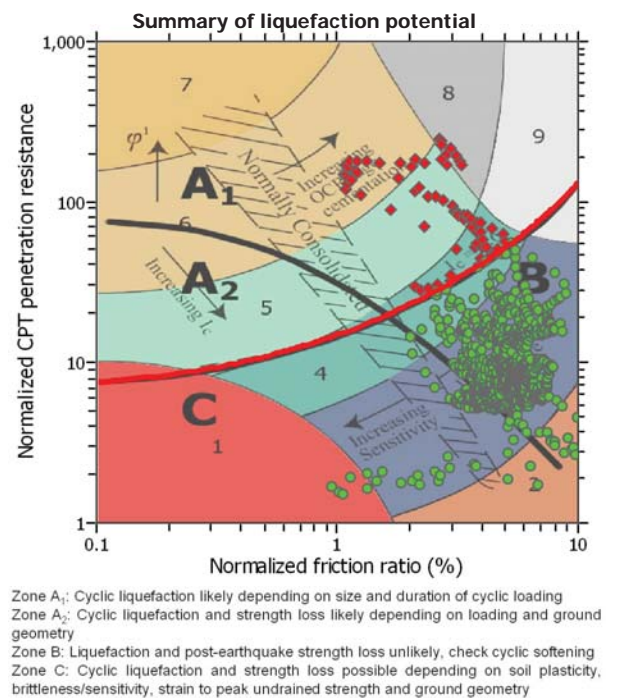 Summary of liquefaction potential
Normalized CPT penetration resistance
1,000
100
10
1
0.1
1
10
Normalized friction ratio (%)
7
8
9
φ'
A1
Increasing
OCR
cementation
Normally Consolidated
6
A2
Increasing Ic
5
B
4
C
1
Increasing
Sensitivity
2
Zone A1: Cyclic liquefaction likely depending on size and duration of cyclic loading
Zone A2: Cyclic liquefaction and strength loss likely depending on loading and ground
geometry
Zone B: Liquefaction and post-earthquake strength loss unlikely, check cyclic softening
Zone C: Cyclic liquefaction and strength loss possible depending on soil plasticity,
brittleness/sensitivity, strain to peak undrained strength and ground geometry